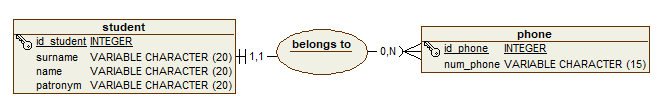 student
id_student INTEGER
surname VARIABLE CHARACTER (20)
name VARIABLE CHARACTER (20)
patronym VARIABLE CHARACTER (20)
1,1
belongs to
0,N
phone
id_phone INTEGER
num_phone VARIABLE CHARACTER (15)